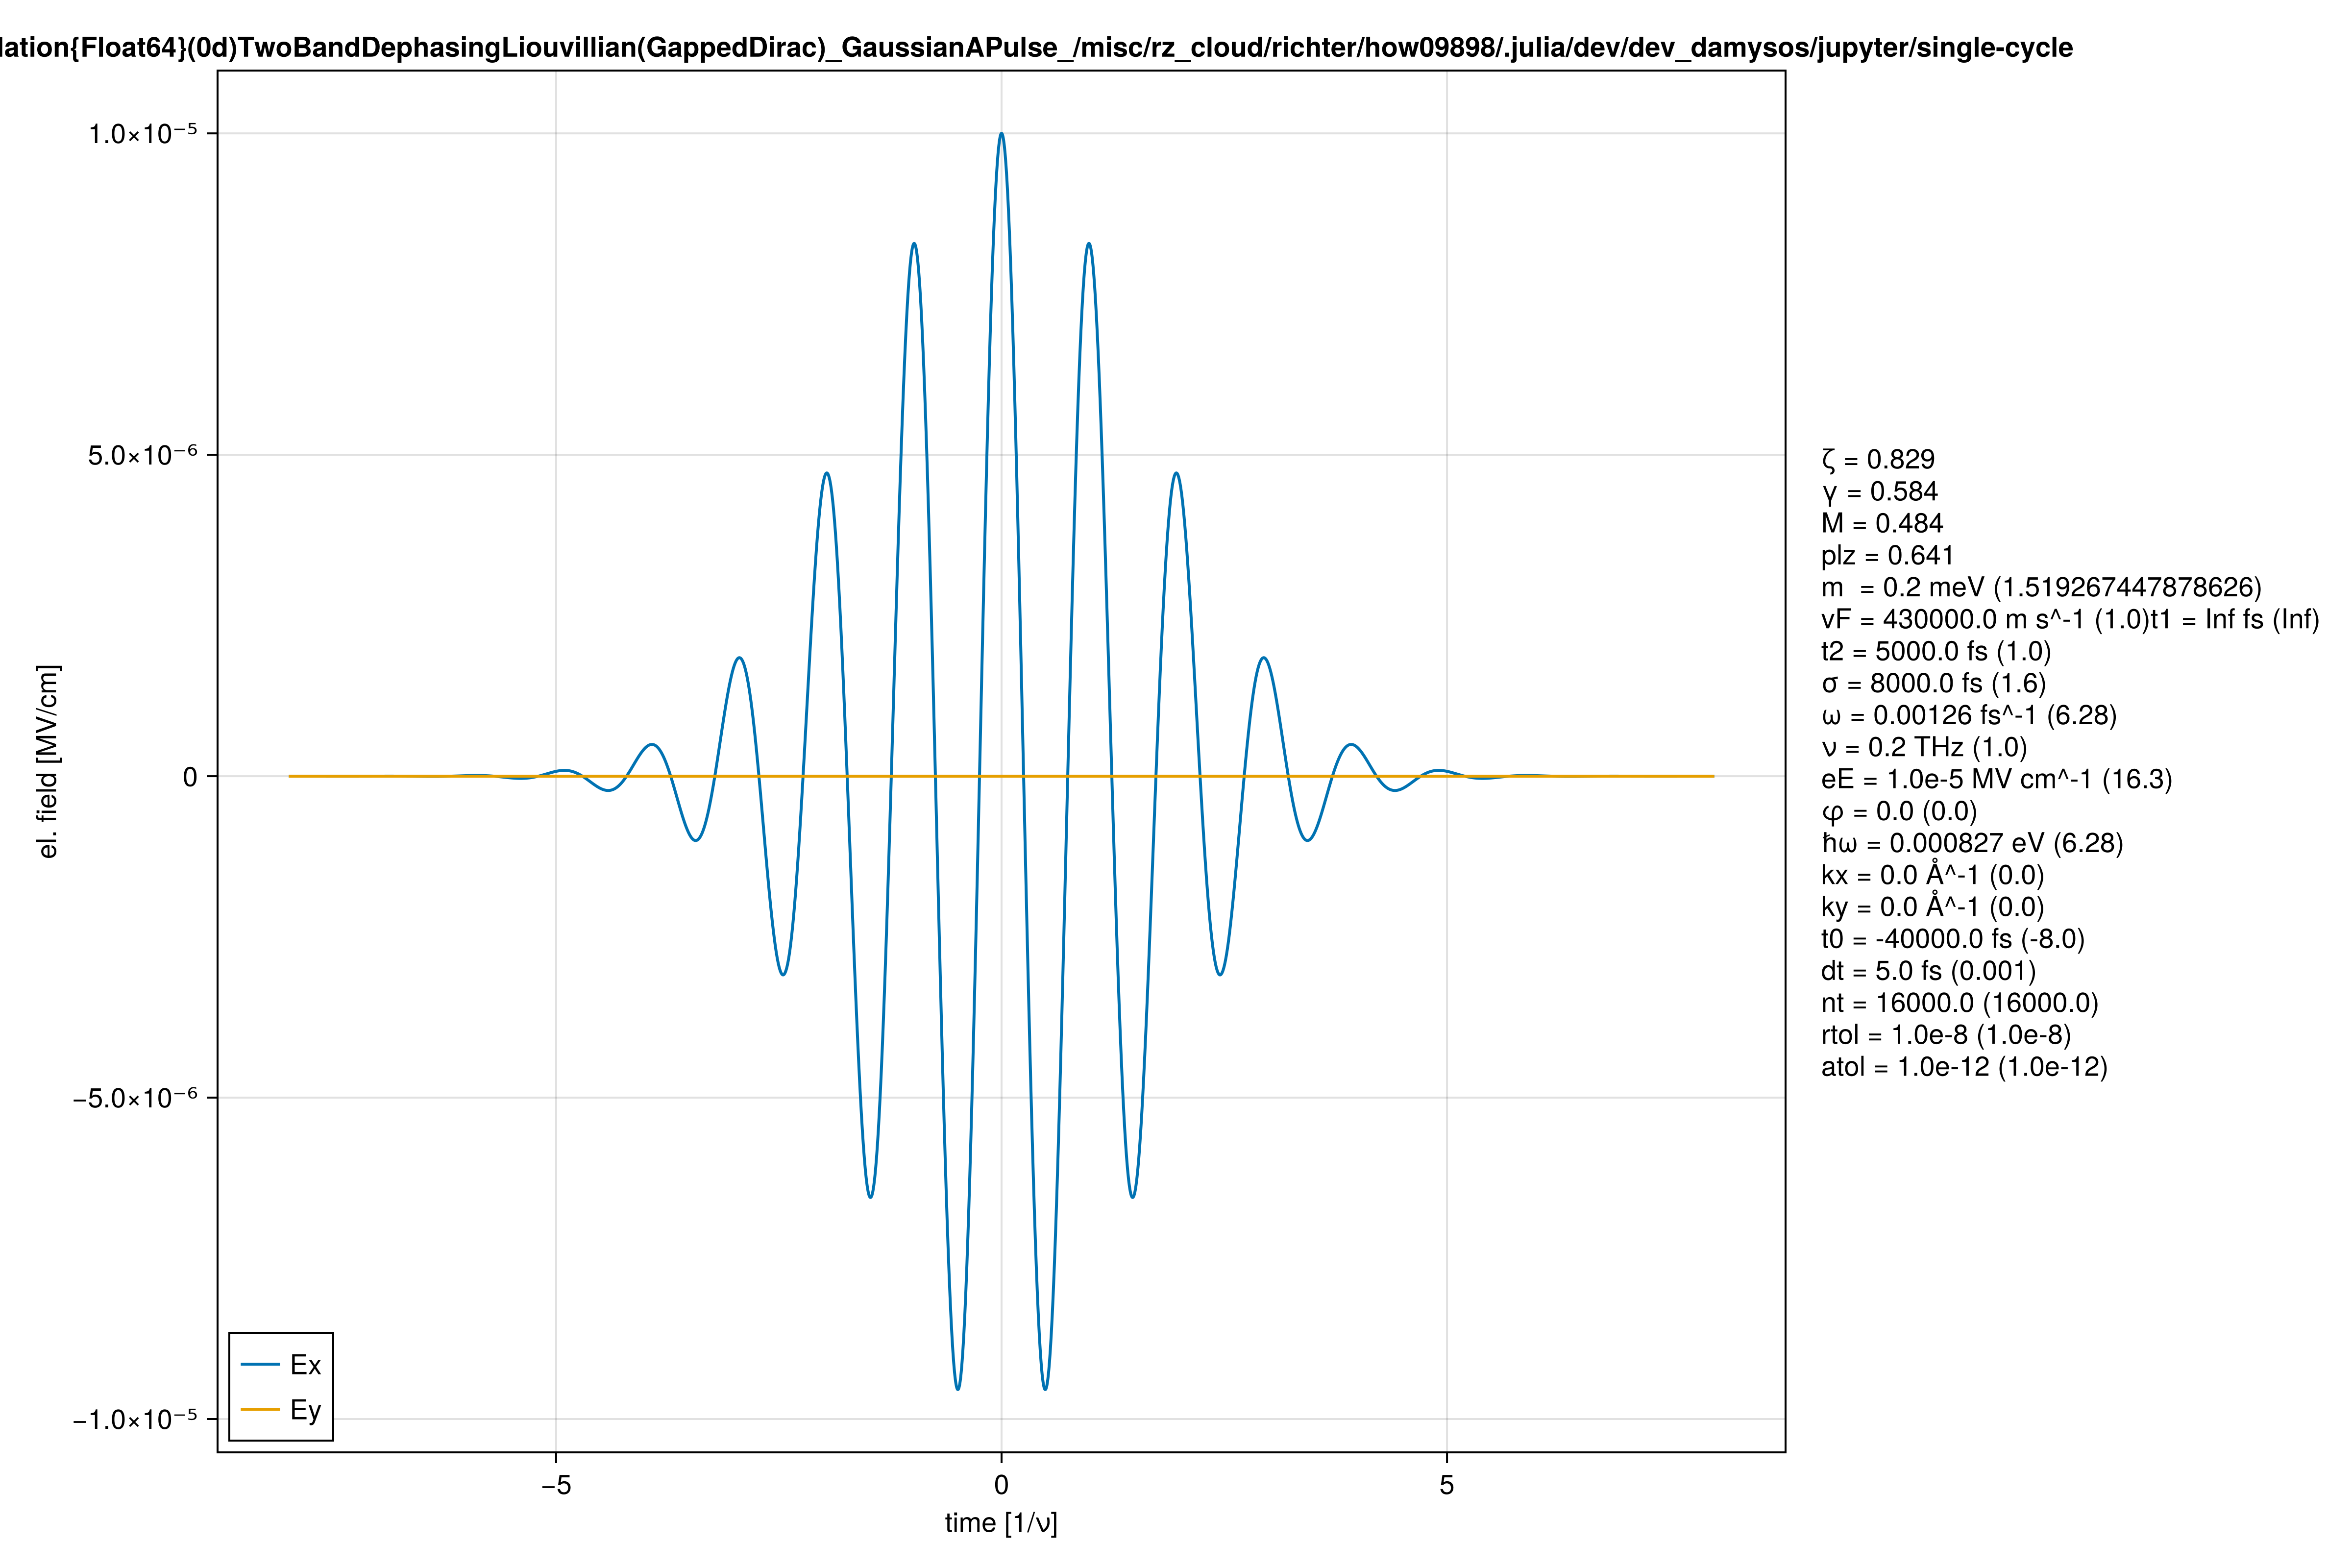 lation{Float64}(0d)TwoBandDephasingLiouvillian(GappedDirac)_GaussianAPulse_/misc/rz_cloud/richter/how09898/.julia/dev/dev_damysos/jupyter/single-cycle
1.0×10⁻⁵
5.0×10⁻⁶
0
−5.0×10⁻⁶
−1.0×10⁻⁵
el. field [MV/cm]
Ex
Ey
−5
0
5
time [1/ν]
ζ = 0.829
γ = 0.584
M = 0.484
plz = 0.641
m  = 0.2 meV (1.519267447878626)
vF = 430000.0 m s^-1 (1.0)t1 = Inf fs (Inf)
t2 = 5000.0 fs (1.0)
σ = 8000.0 fs (1.6)
ω = 0.00126 fs^-1 (6.28)
ν = 0.2 THz (1.0)
eE = 1.0e-5 MV cm^-1 (16.3)
φ = 0.0 (0.0)
ħω = 0.000827 eV (6.28)
kx = 0.0 Å^-1 (0.0)
ky = 0.0 Å^-1 (0.0)
t0 = -40000.0 fs (-8.0)
dt = 5.0 fs (0.001)
nt = 16000.0 (16000.0)
rtol = 1.0e-8 (1.0e-8)
atol = 1.0e-12 (1.0e-12)